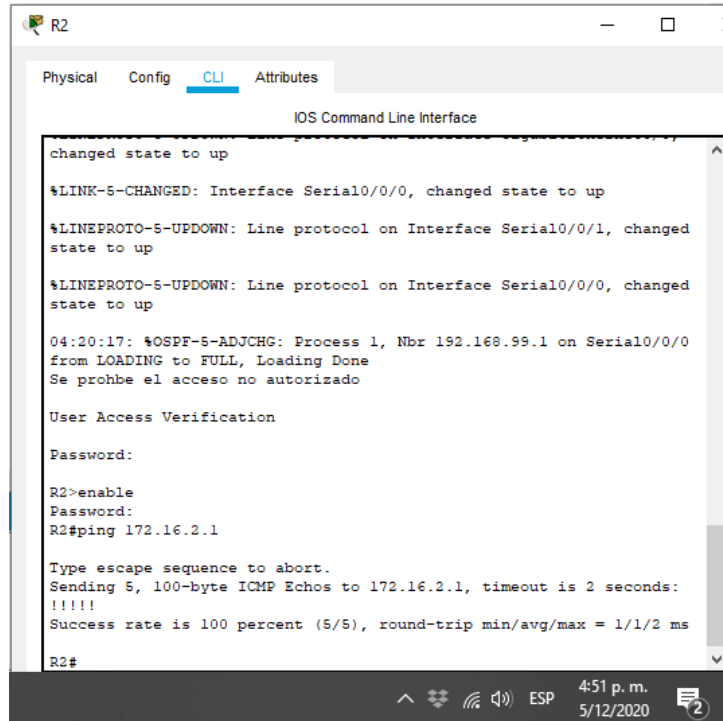 R2
Physical Config CLI Attributes
IOS Command Line Interface
changed state to up
%LINK-5-CHANGED: Interface Serial0/0/0, changed state to up
%LINEPROTO-5-UPDOWN: Line protocol on Interface Serial0/0/1, changed
state to up
%LINEPROTO-5-UPDOWN: Line protocol on Interface Serial0/0/0, changed
state to up
04:20:17: %OSPF-5-ADJCHG: Process 1, Nbr 192.168.99.1 on Serial0/0/0
from LOADING to FULL, Loading Done
Se prohbe el acceso no autorizado
User Access Verification
Password:
R2>enable
Password:
R2#ping 172.16.2.1
Type escape sequence to abort.
Sending 5, 100-byte ICMP Echos to 172.16.2.1, timeout is 2 seconds:
!!!!!
Success rate is 100 percent (5/5), round-trip min/avg/max = 1/1/2 ms
R2#
ESP
4:51 p. m.
5/12/2020
2